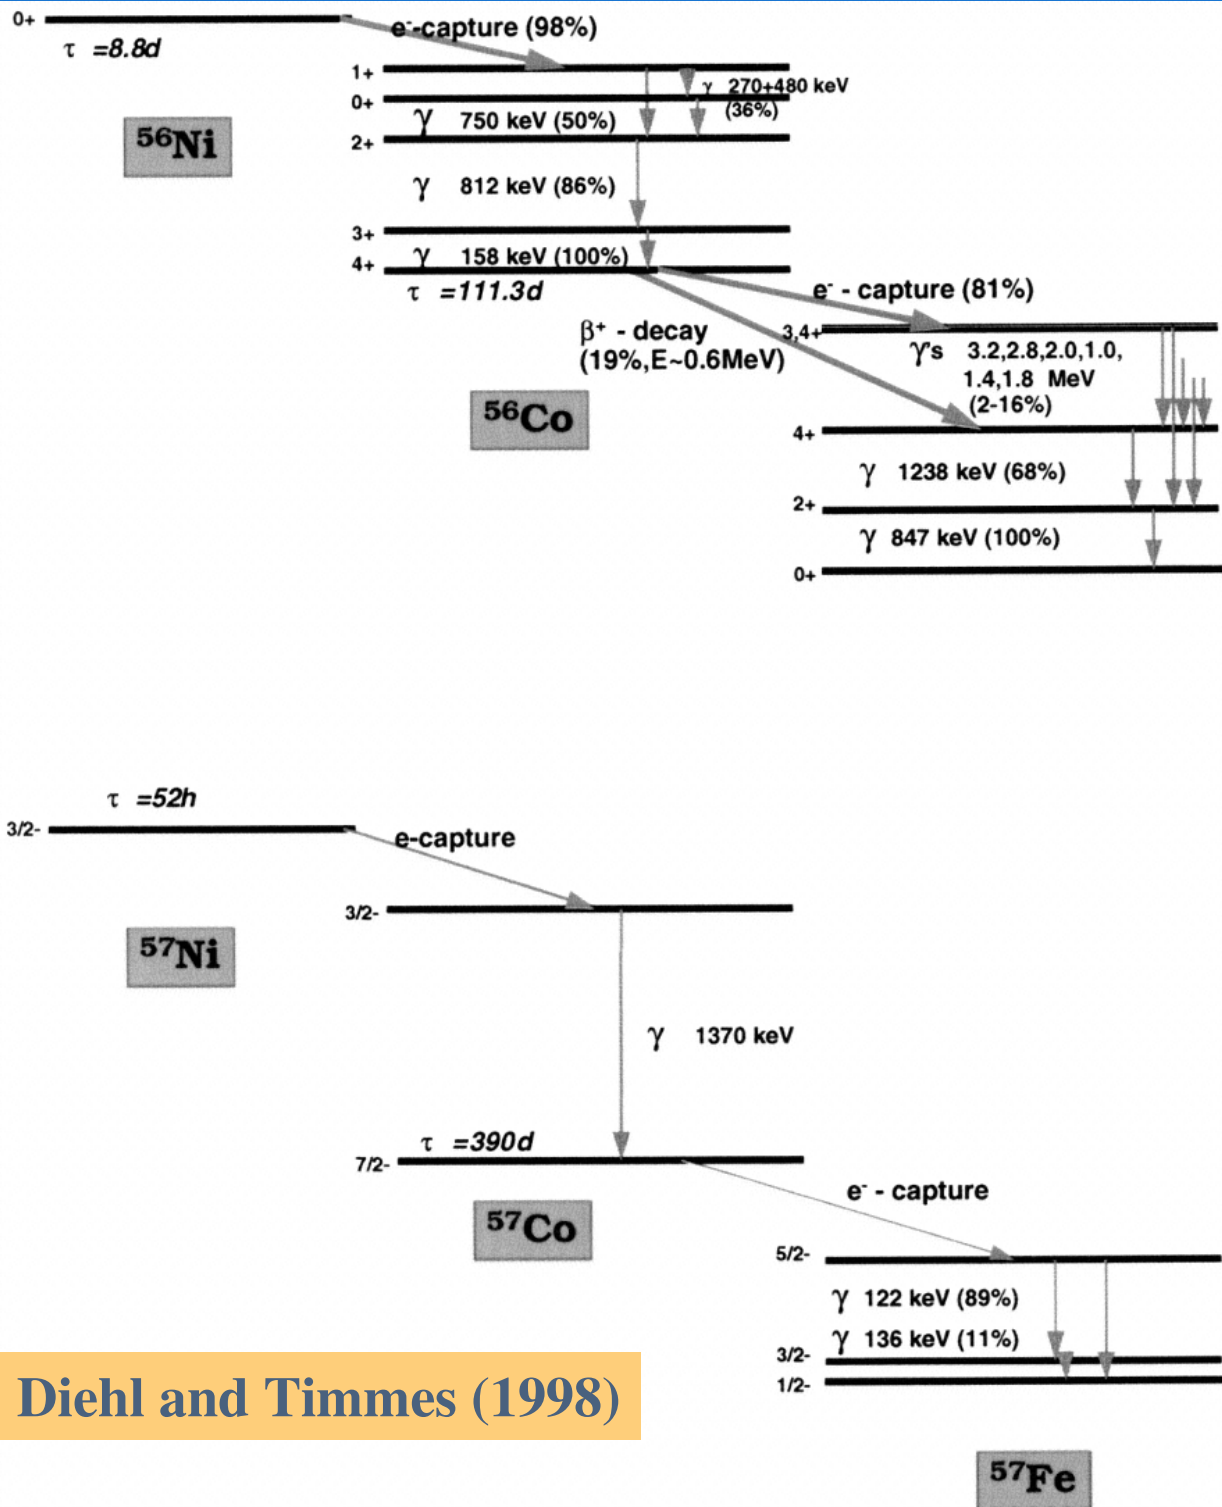 0+
e⁻-capture (98%)
τ =8.8d
1+
γ 270+480 keV
(36%)
0+
γ 750 keV (50%)
2+
⁵⁶Ni
γ 812 keV (86%)
3+
γ 158 keV (100%)
4+
τ =111.3d
e⁻ - capture (81%)
β⁺ - decay
(19%,E~0.6MeV)
3,4+
γ's 3.2,2.8,2.0,1.0,
1.4,1.8 MeV
(2-16%)
⁵⁶Co
4+
γ 1238 keV (68%)
2+
γ 847 keV (100%)
0+
τ =52h
3/2-
e-capture
3/2-
⁵⁷Ni
γ 1370 keV
τ =390d
7/2-
e⁻ - capture
⁵⁷Co
5/2-
γ 122 keV (89%)
γ 136 keV (11%)
3/2-
1/2-
Diehl and Timmes (1998)
⁵⁷Fe